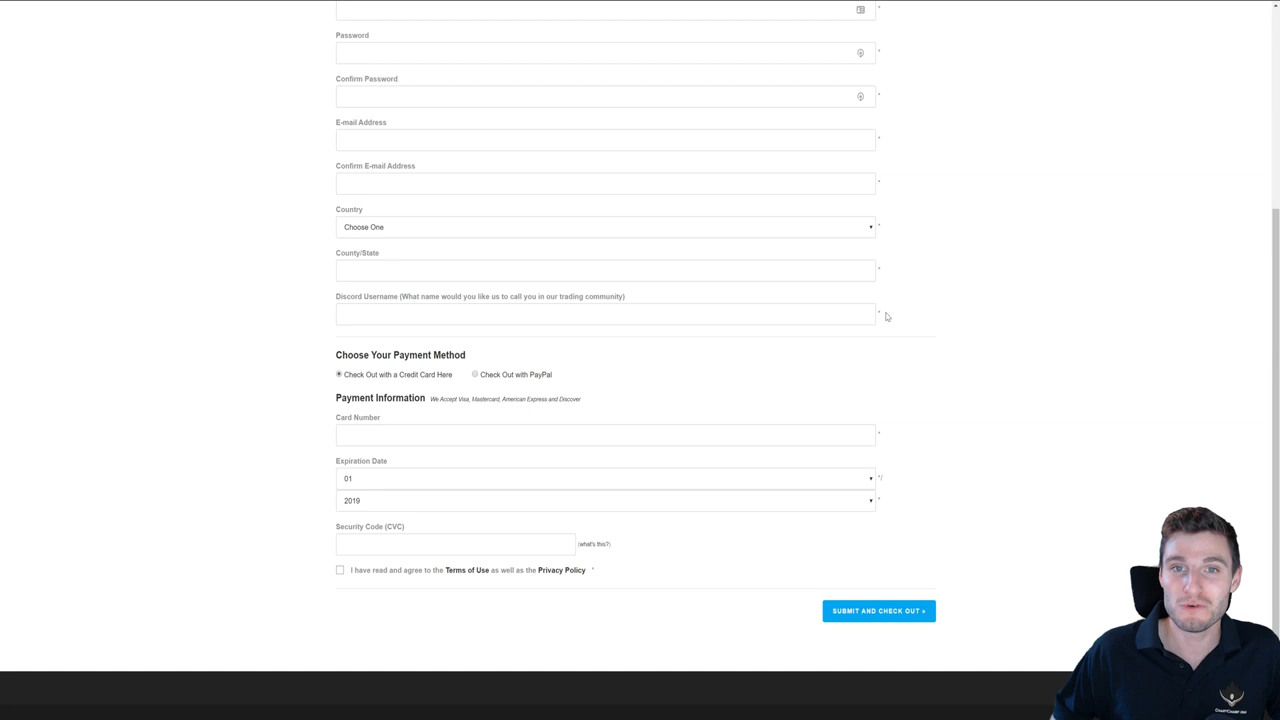 *
Password
*
Confirm Password
*
E-mail Address
*
Confirm E-mail Address
*
Country
Choose One
*
County/State
*
Discord Username (What name would you like us to call you in our trading community)
*
Choose Your Payment Method
Check Out with a Credit Card Here Check Out with PayPal
Payment Information We Accept Visa, Mastercard, American Express and Discover
Card Number
*
Expiration Date
01 */
2019 *
Security Code (CVC)
(what's this?)
I have read and agree to the Terms of Use as well as the Privacy Policy *
SUBMIT AND CHECK OUT »